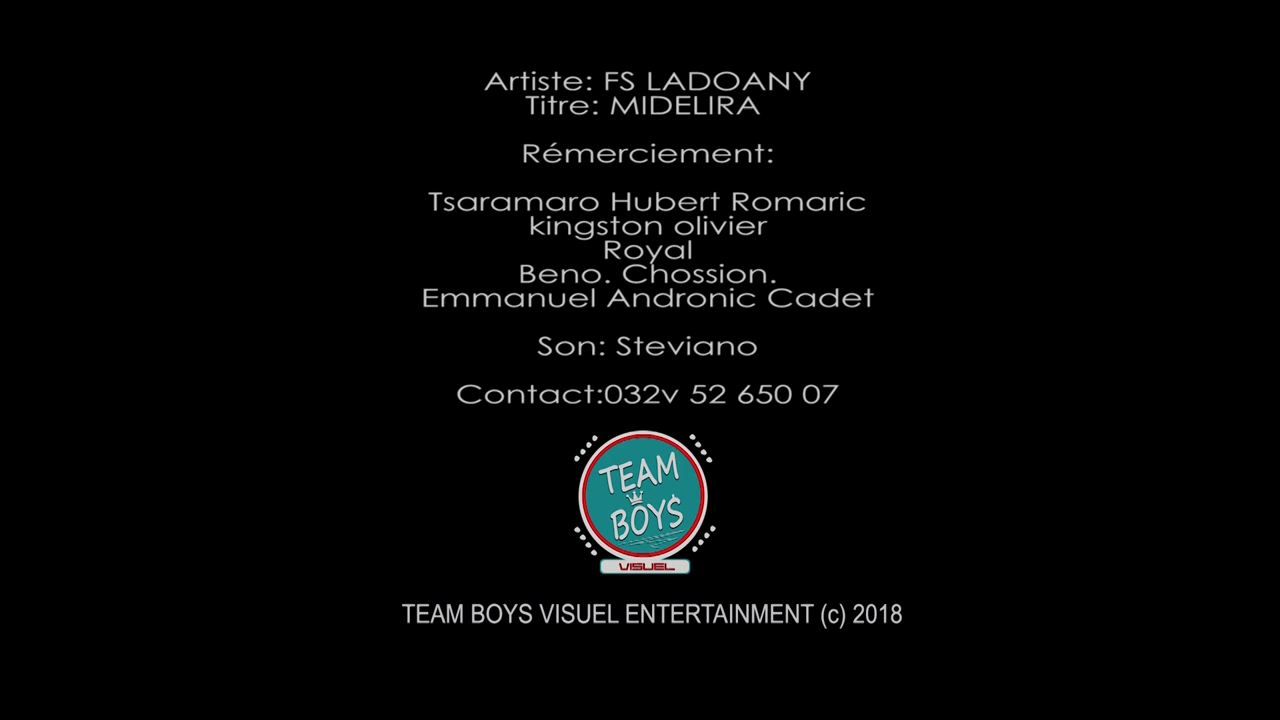 Artiste: FS LADOANY
Titre: MIDELIRA
Rémerciement:
Tsaramaro Hubert Romaric
kingston olivier
Royal
Beno. Chossion.
Emmanuel Andronic Cadet
Son: Steviano
Contact:032v 52 650 07
TEAM
BOY$
VISUEL
TEAM BOYS VISUEL ENTERTAINMENT (c) 2018